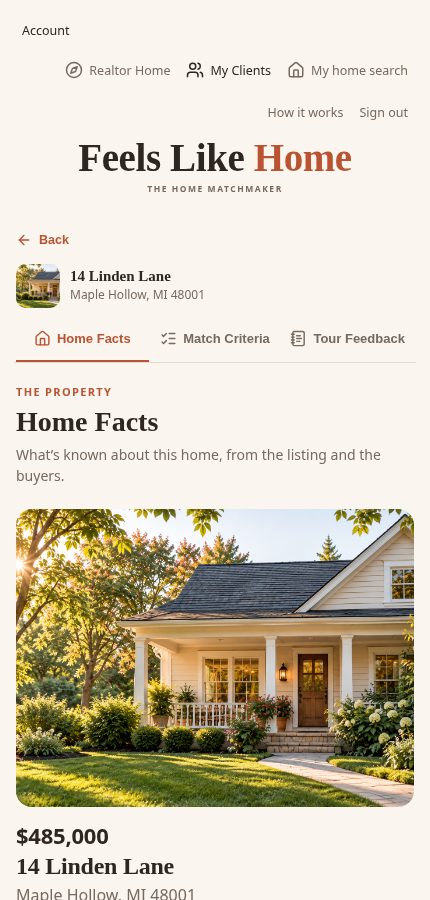 Account
Realtor Home
My Clients
My home search
How it works
Sign out
Feels Like Home
THE HOME MATCHMAKER
Back
14 Linden Lane
Maple Hollow, MI 48001
Home Facts
Match Criteria
Tour Feedback
THE PROPERTY
Home Facts
What's known about this home, from the listing and the
buyers.
$485,000
14 Linden Lane
Maple Hollow, MI 48001